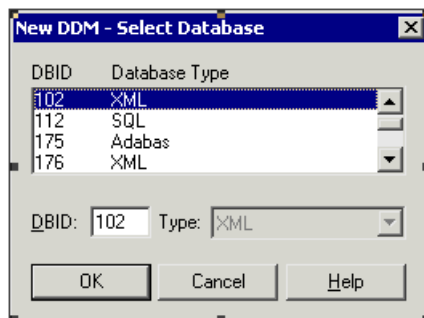 New DDM - Select Database
DBID Database Type
102 XML
112 SQL
175 Adabas
176 XML
DBID: 102 Type: XML
OK Cancel Help